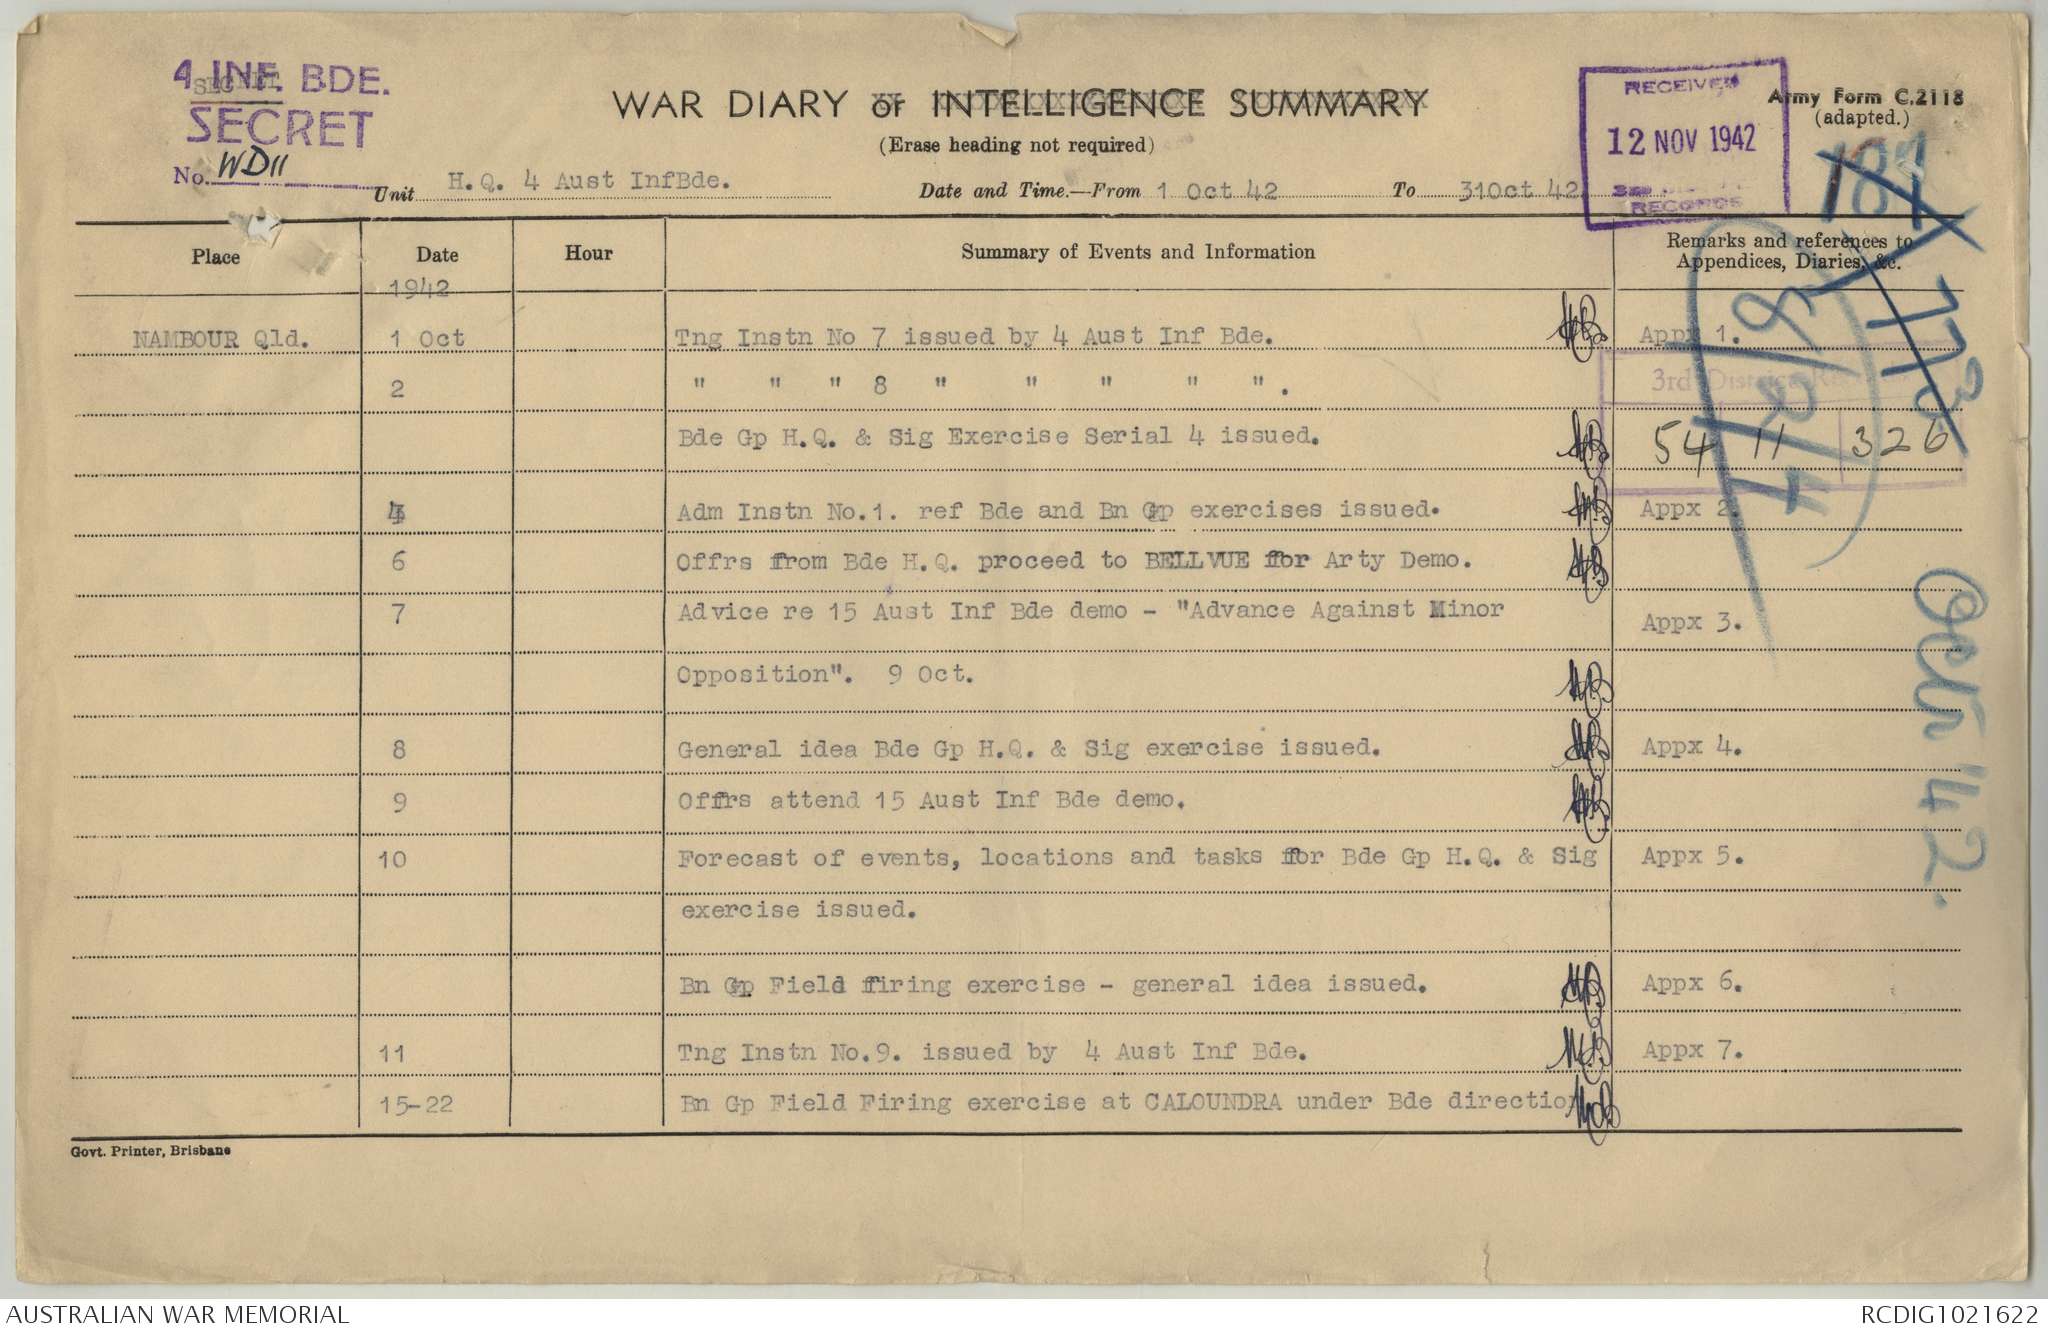 4 INF. BDE.
SECRET
SECRET
No. WD11
WAR DIARY or INTELLIGENCE SUMMARY
(Erase heading not required)
RECEIVED
12 NOV 1942
RECORDS
Army Form C.2118
(adapted.)
Unit H.Q. 4 Aust InfBde. Date and Time.—From 1 Oct 42 To 31Oct 42
Place Date Hour Summary of Events and Information Remarks and references to Appendices, Diaries, &c.
1942
NAMBOUR Qld. 1 Oct Tng Instn No 7 issued by 4 Aust Inf Bde. Appx 1.
2 " " " 8 " " " " " .
3rd District
Bde Gp H.Q. & Sig Exercise Serial 4 issued. 54 11 326
8/2/4
773
4 Adm Instn No.1. ref Bde and Bn Gp exercises issued. Appx 2.
6 Offrs from Bde H.Q. proceed to BELLVUE for Arty Demo.
7 Advice re 15 Aust Inf Bde demo - "Advance Against Minor Appx 3.
Opposition". 9 Oct.
Oct '42.
8 General idea Bde Gp H.Q. & Sig exercise issued. Appx 4.
9 Offrs attend 15 Aust Inf Bde demo.
10 Forecast of events, locations and tasks for Bde Gp H.Q. & Sig Appx 5.
exercise issued.
Bn Gp Field firing exercise - general idea issued. Appx 6.
11 Tng Instn No.9. issued by 4 Aust Inf Bde. Appx 7.
15-22 Bn Gp Field Firing exercise at CALOUNDRA under Bde direction
Govt. Printer, Brisbane
AUSTRALIAN WAR MEMORIAL
RCDIG1021622